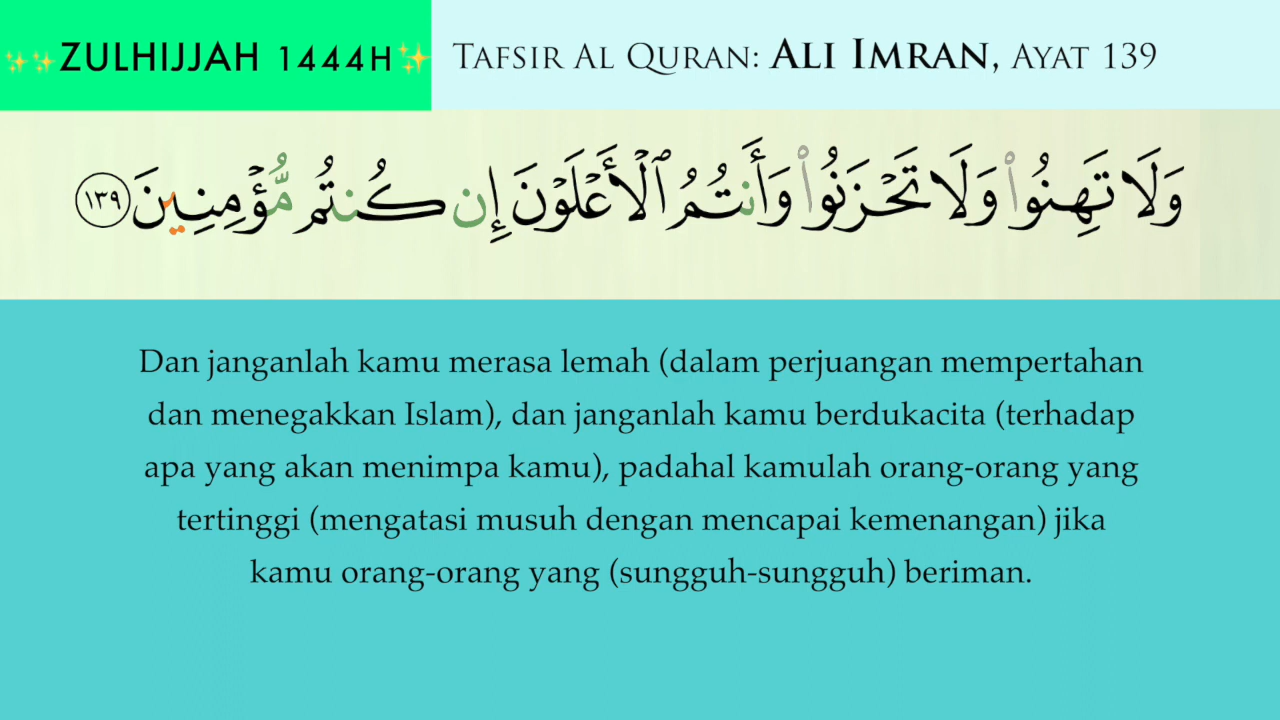 ✨✨ZULHIJJAH 1444H✨
TAFSIR AL QURAN: ALI IMRAN, AYAT 139
وَلَا تَهِنُوا۟ وَلَا تَحْزَنُوا۟ وَأَنتُمُ ٱلْأَعْلَوْنَ إِن كُنتُم مُّؤْمِنِينَ ١٣٩
Dan janganlah kamu merasa lemah (dalam perjuangan mempertahan
dan menegakkan Islam), dan janganlah kamu berdukacita (terhadap
apa yang akan menimpa kamu), padahal kamulah orang-orang yang
tertinggi (mengatasi musuh dengan mencapai kemenangan) jika
kamu orang-orang yang (sungguh-sungguh) beriman.